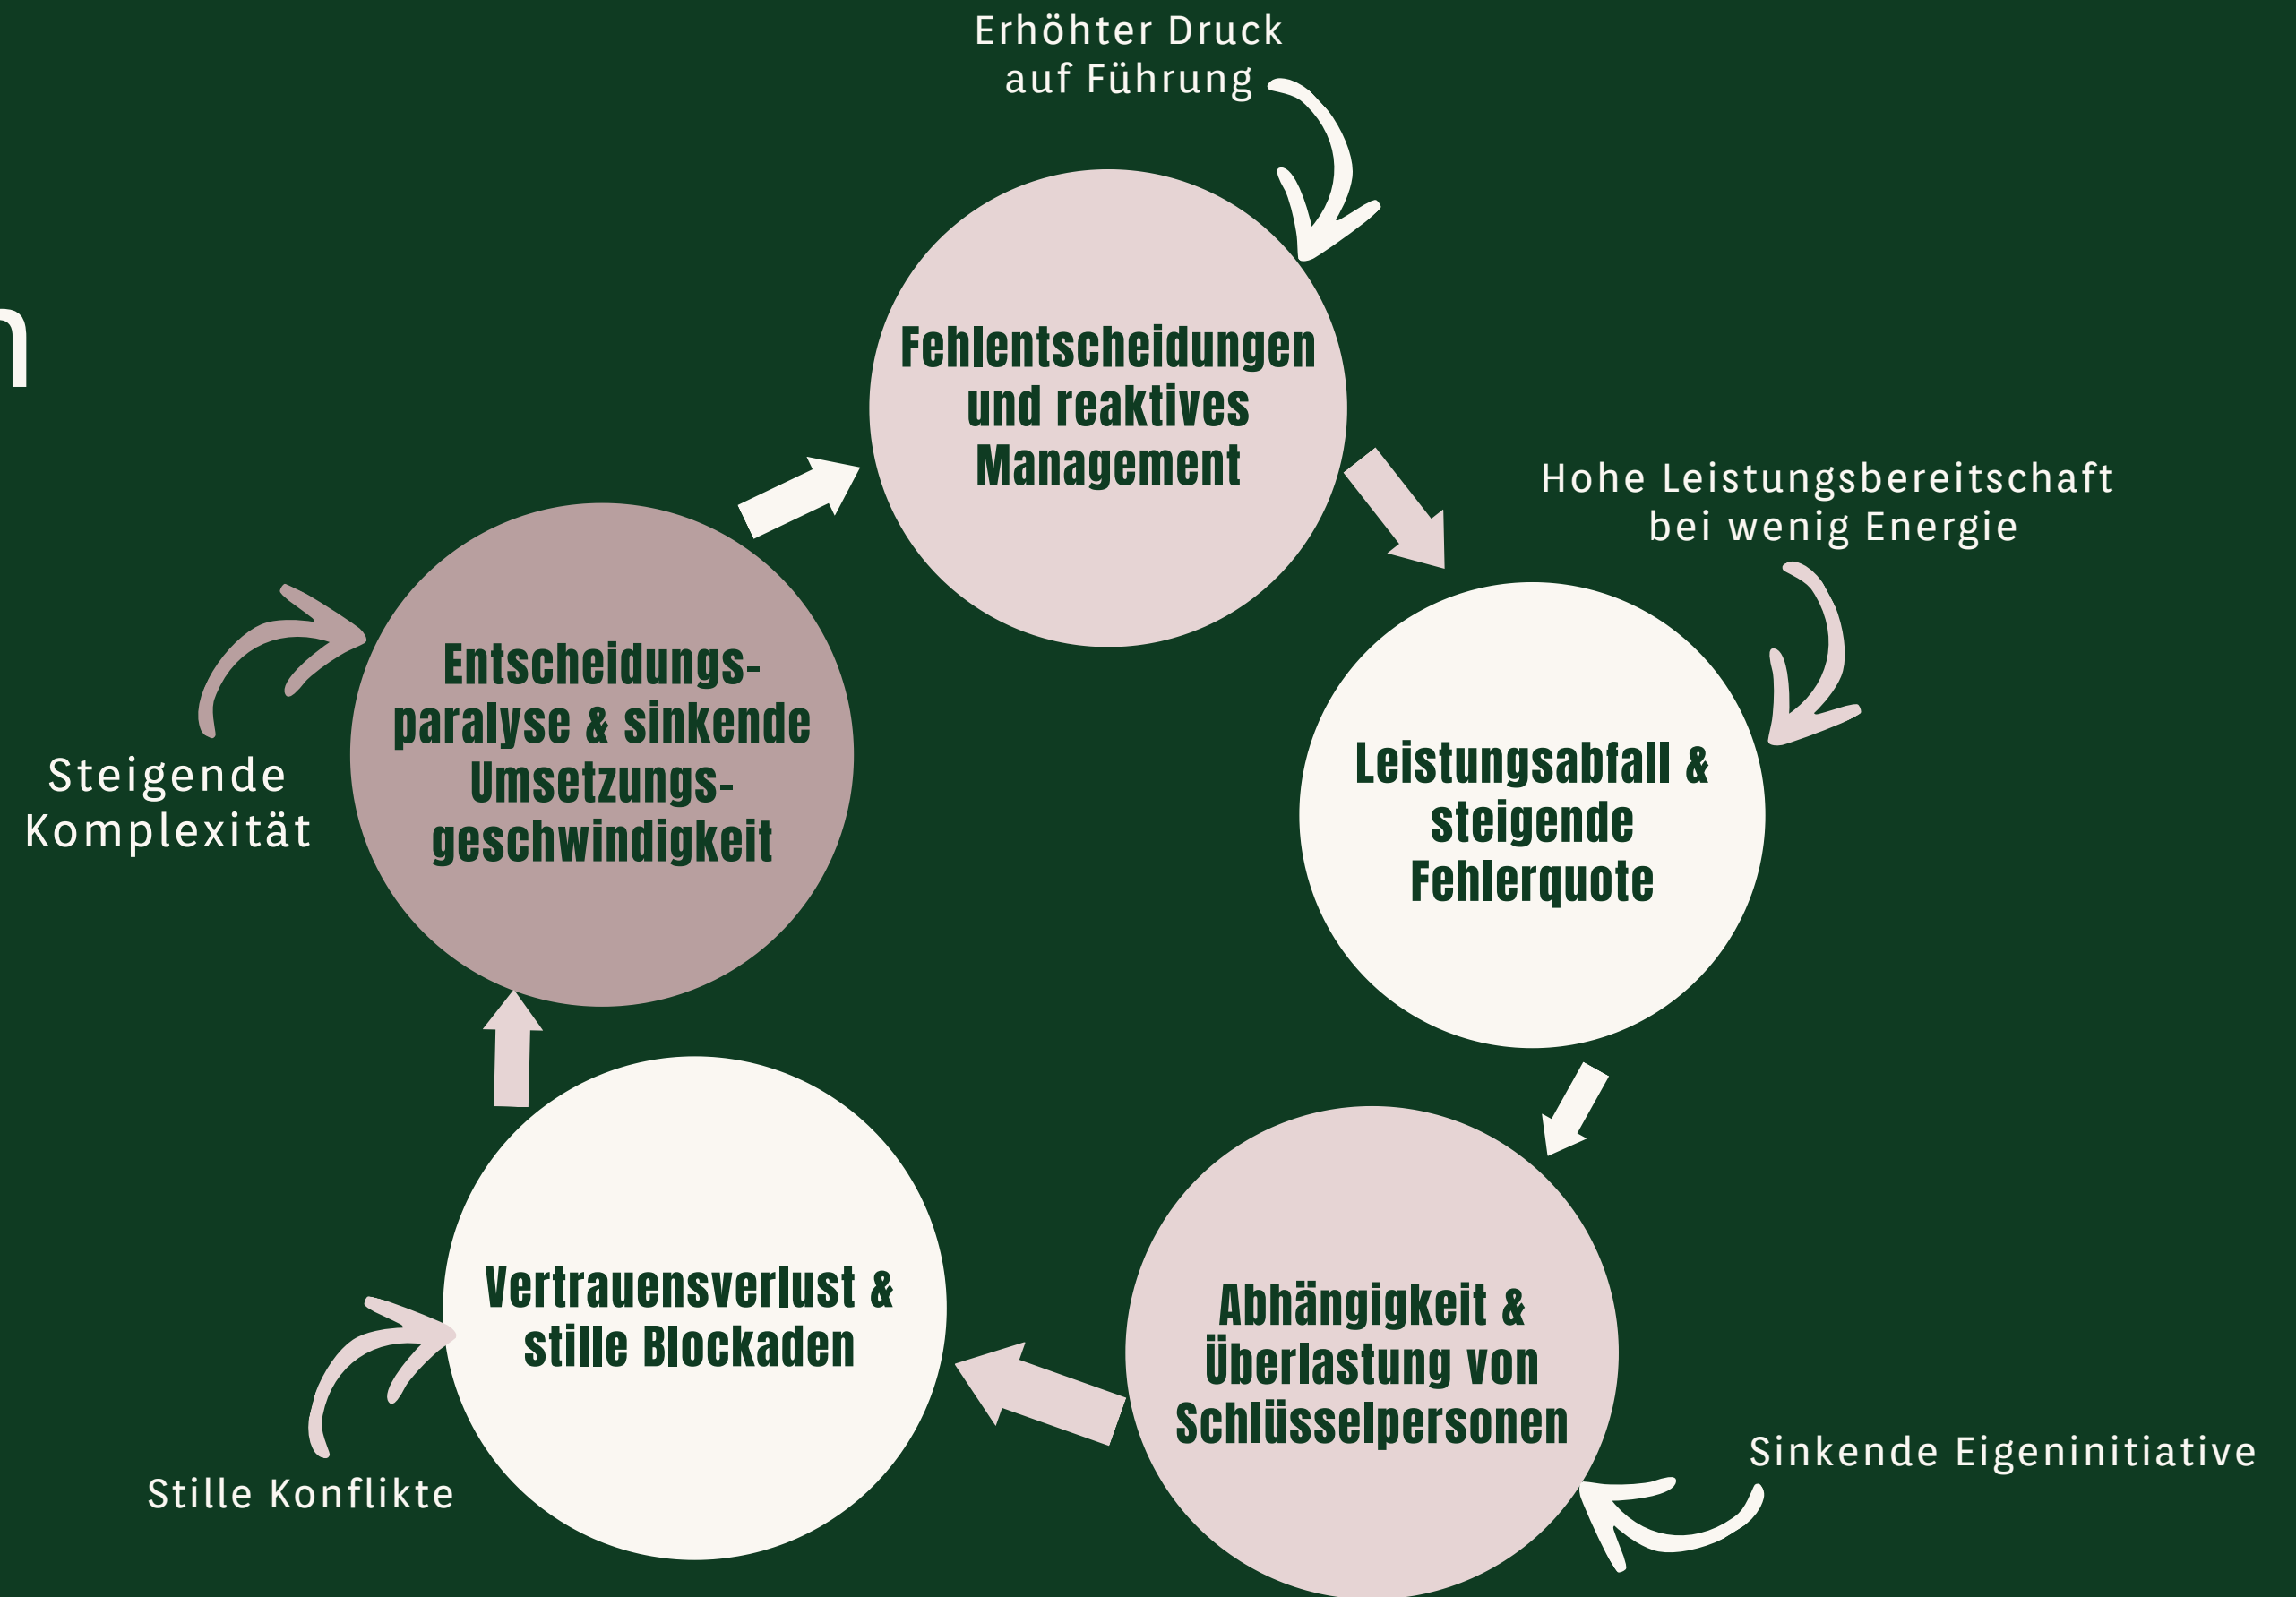 Erhöhter Druck
auf Führung
n
Fehlentscheidungen
und reaktives
Management
Hohe Leistungsbereitschaft
bei wenig Energie
Entscheidungs-
paralyse & sinkende
Umsetzungs-
geschwindigkeit
Steigende
Komplexität
Leistungsabfall &
steigende
Fehlerquote
Vertrauensverlust &
stille Blockaden
Abhängigkeit &
Überlastung von
Schlüsselpersonen
Sinkende Eigeninitiative
Stille Konflikte